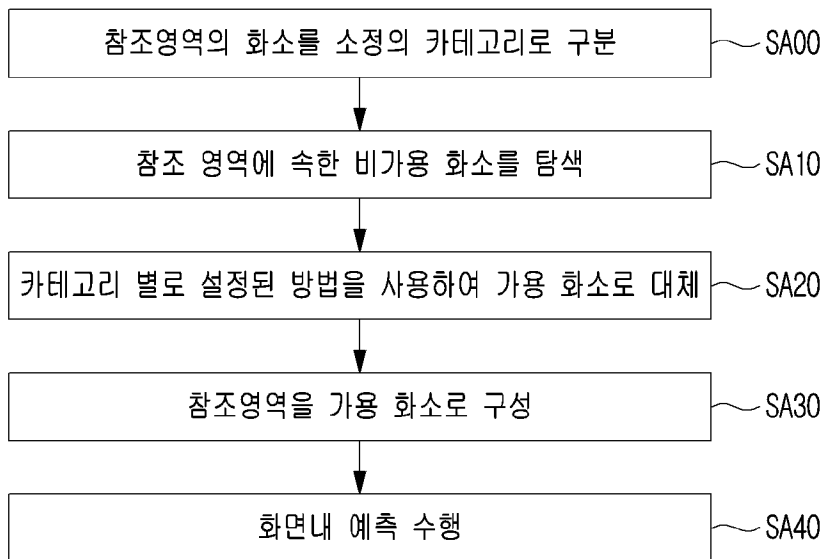 참조영역의 화소를 소정의 카테고리로 구분 SA00
참조 영역에 속한 비가용 화소를 탐색 SA10
카테고리 별로 설정된 방법을 사용하여 가용 화소로 대체 SA20
참조영역을 가용 화소로 구성 SA30
화면내 예측 수행 SA40